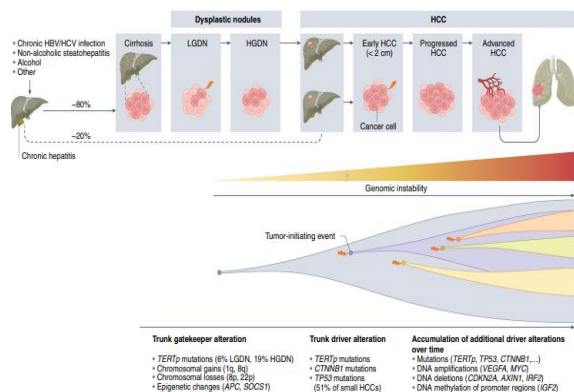 Dysplastic nodules
HCC
• Chronic HBV/HCV infection
• Non-alcoholic steatohepatitis
• Alcohol
• Other
Cirrhosis
LGDN
HGDN
Early HCC
(< 2 cm)
Progressed
HCC
Advanced
HCC
~80%
~20%
Cancer cell
Chronic hepatitis
Genomic instability
Tumor-initiating event
Trunk gatekeeper alteration
• TERTp mutations (6% LGDN, 19% HGDN)
• Chromosomal gains (1q, 8q)
• Chromosomal losses (8p, 22p)
• Epigenetic changes (APC, SOCS1)
Trunk driver alteration
• TERTp mutations
• CTNNB1 mutations
• TP53 mutations
(51% of small HCCs)
Accumulation of additional driver alterations
over time
• Mutations (TERTp, TP53, CTNNB1,...)
• DNA amplifications (VEGFA, MYC)
• DNA deletions (CDKN2A, AXIN1, IRF2)
• DNA methylation of promoter regions (IGF2)